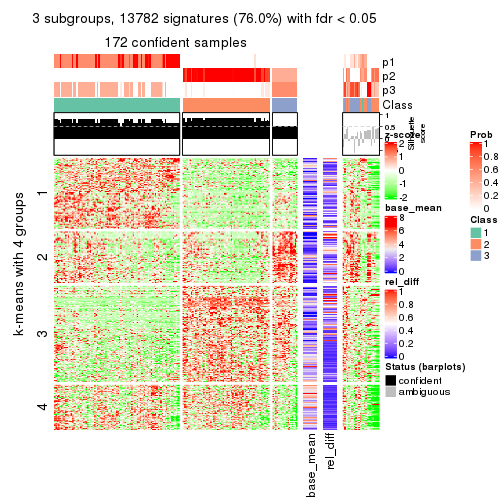 3 subgroups, 13782 signatures (76.0%) with fdr < 0.05
172 confident samples
p1
p2
p3
Class
1
0.5
0
Silhouette
score
k-means with 4 groups
1
2
3
4
base_mean
rel_diff
z-score
2
1
0
-1
-2
base_mean
8
6
4
2
0
rel_diff
1
0.8
0.6
0.4
0.2
0
Status (barplots)
confident
ambiguous
Prob
1
0.8
0.6
0.4
0.2
0
Class
1
2
3